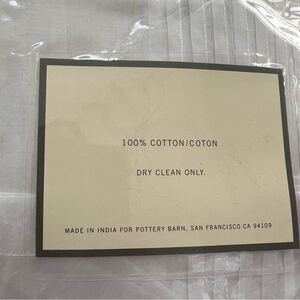 100% COTTON/COTON
DRY CLEAN ONLY.
MADE IN INDIA FOR POTTERY BARN, SAN FRANCISCO CA 94109